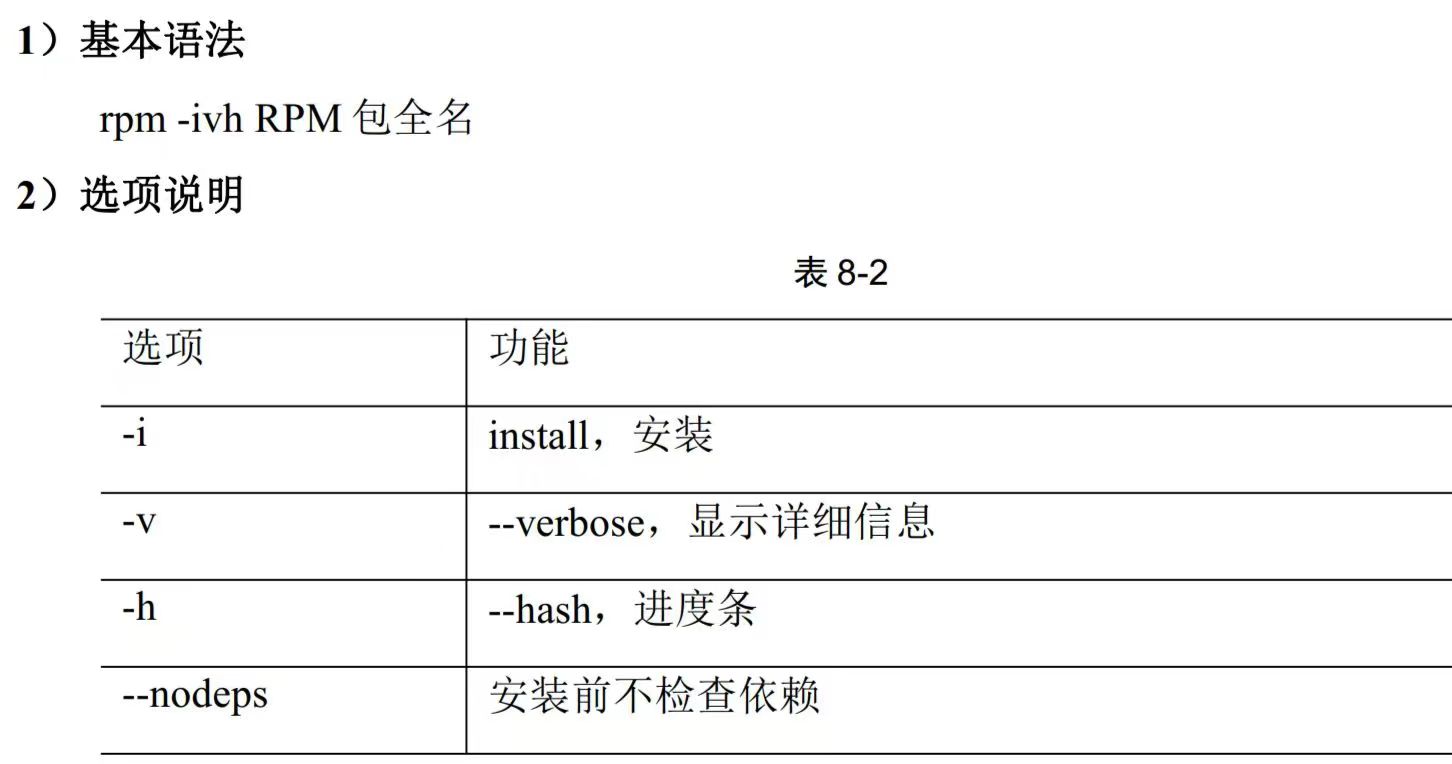 1）基本语法
rpm -ivh RPM 包全名
2）选项说明
表 8-2
选项 功能
-i install，安装
-v --verbose，显示详细信息
-h --hash，进度条
--nodeps 安装前不检查依赖